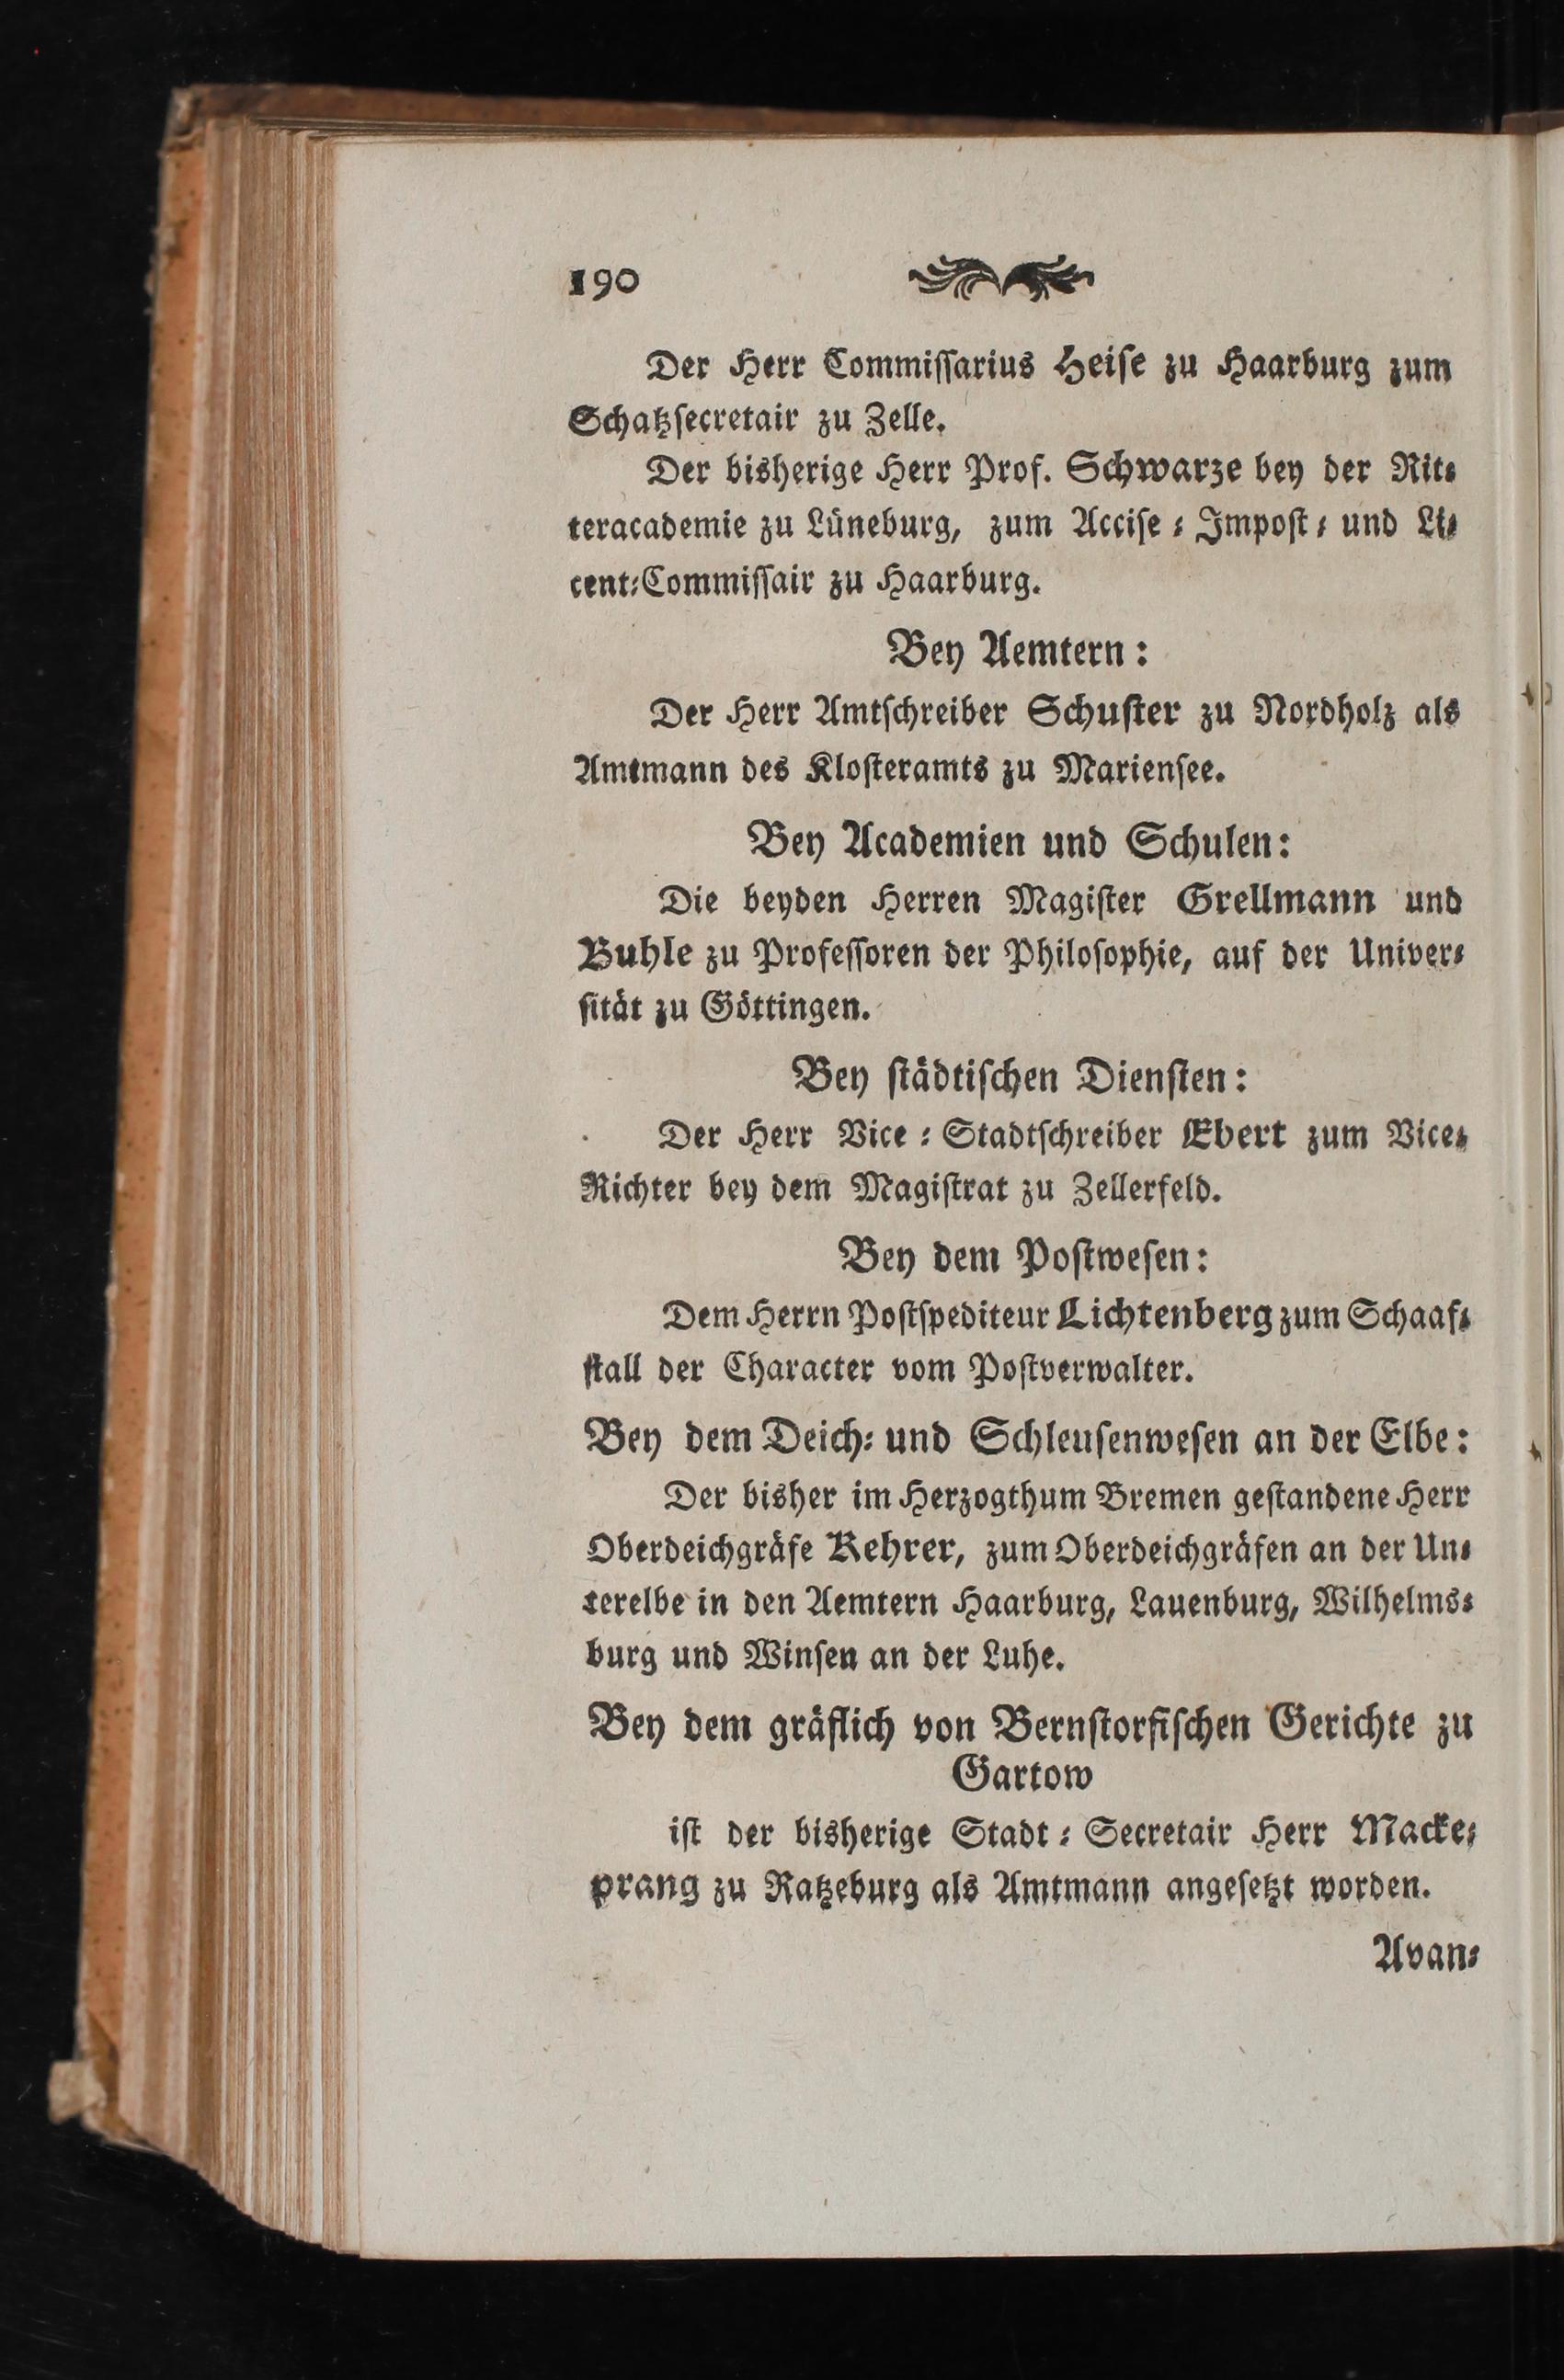 190
Der Herr Commiſſarius Heiſe zu Haarburg zum
Schatzſecretair zu Zelle.
Der bisherige Herr Prof. Schwarze bey der Rit⸗
teracademie zu Lüneburg, zum Acciſe⸗Impoſt⸗ und Li⸗
cent⸗Commiſſair zu Haarburg.
Bey Aemtern:
Der Herr Amtſchreiber Schuſter zu Nordholz als
Amtmann des Kloſteramts zu Marienſee.
Bey Academien und Schulen:
Die beyden Herren Magiſter Grellmann und
Buhle zu Profeſſoren der Philoſophie, auf der Univer⸗
ſität zu Göttingen.
Bey ſtädtiſchen Dienſten:
Der Herr Vice⸗Stadtſchreiber Ebert zum Vice⸗
Richter bey dem Magiſtrat zu Zellerfeld.
Bey dem Poſtweſen:
Dem Herrn Poſtſpediteur Lichtenberg zum Schaaf⸗
ſtall der Character vom Poſtverwalter.
Bey dem Deich⸗ und Schleuſenweſen an der Elbe:
Der bisher im Herzogthum Bremen geſtandene Herr
Oberdeichgräfe Kehrer, zum Oberdeichgräfen an der Un⸗
terelbe in den Aemtern Haarburg, Lauenburg, Wilhelms⸗
burg und Winſen an der Luhe.
Bey dem gräflich von Bernſtorfiſchen Gerichte zu
Gartow
iſt der bisherige Stadt⸗Secretair Herr Macke⸗
prang zu Ratzeburg als Amtmann angeſetzt worden.
Avan⸗